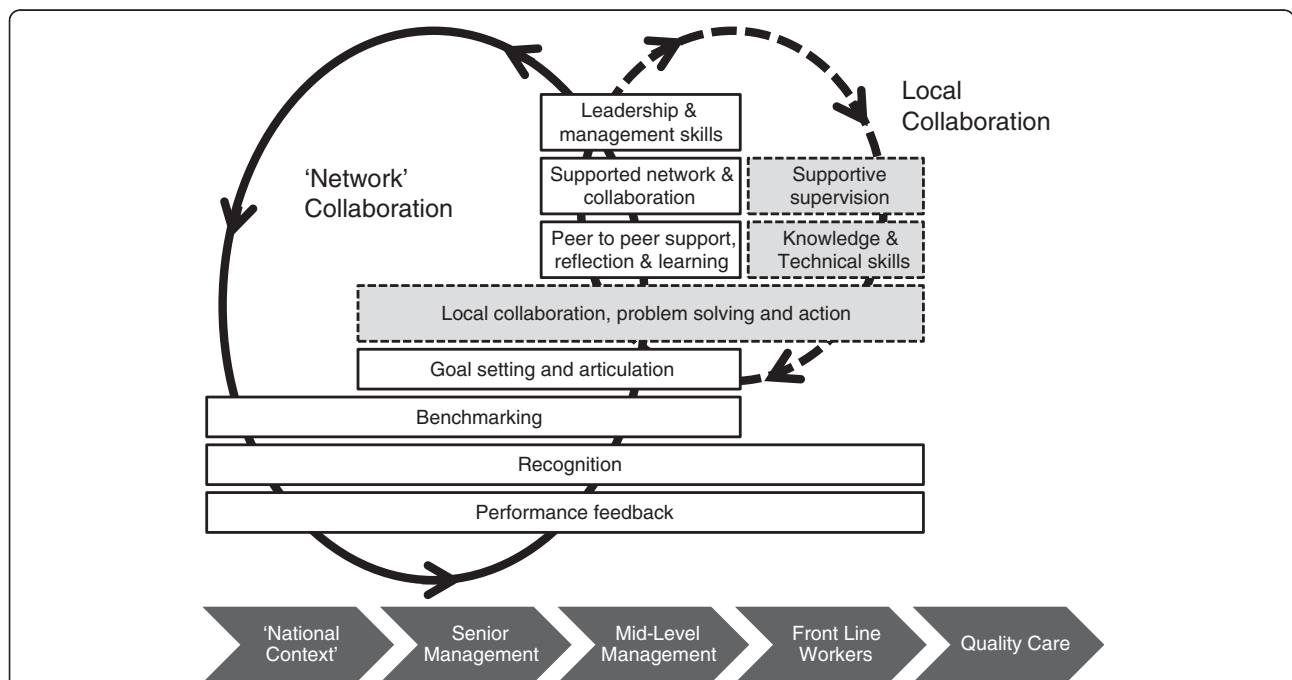 Leadership &
management skills
Local
Collaboration
'Network'
Collaboration
Supported network &
collaboration
Supportive
supervision
Peer to peer support,
reflection & learning
Knowledge &
Technical skills
Local collaboration, problem solving and action
Goal setting and articulation
Benchmarking
Recognition
Performance feedback
'National
Context'
Senior
Management
Mid-Level
Management
Front Line
Workers
Quality Care